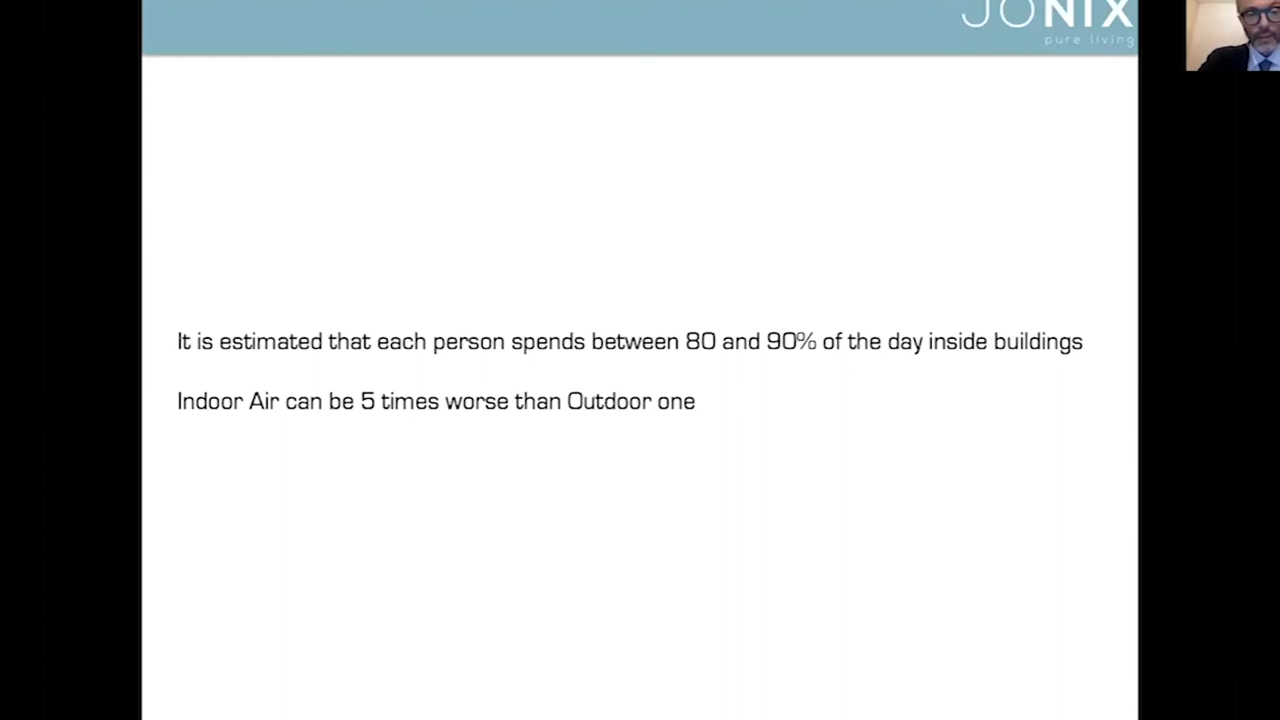 JONIX
pure living
It is estimated that each person spends between 80 and 90% of the day inside buildings
Indoor Air can be 5 times worse than Outdoor one